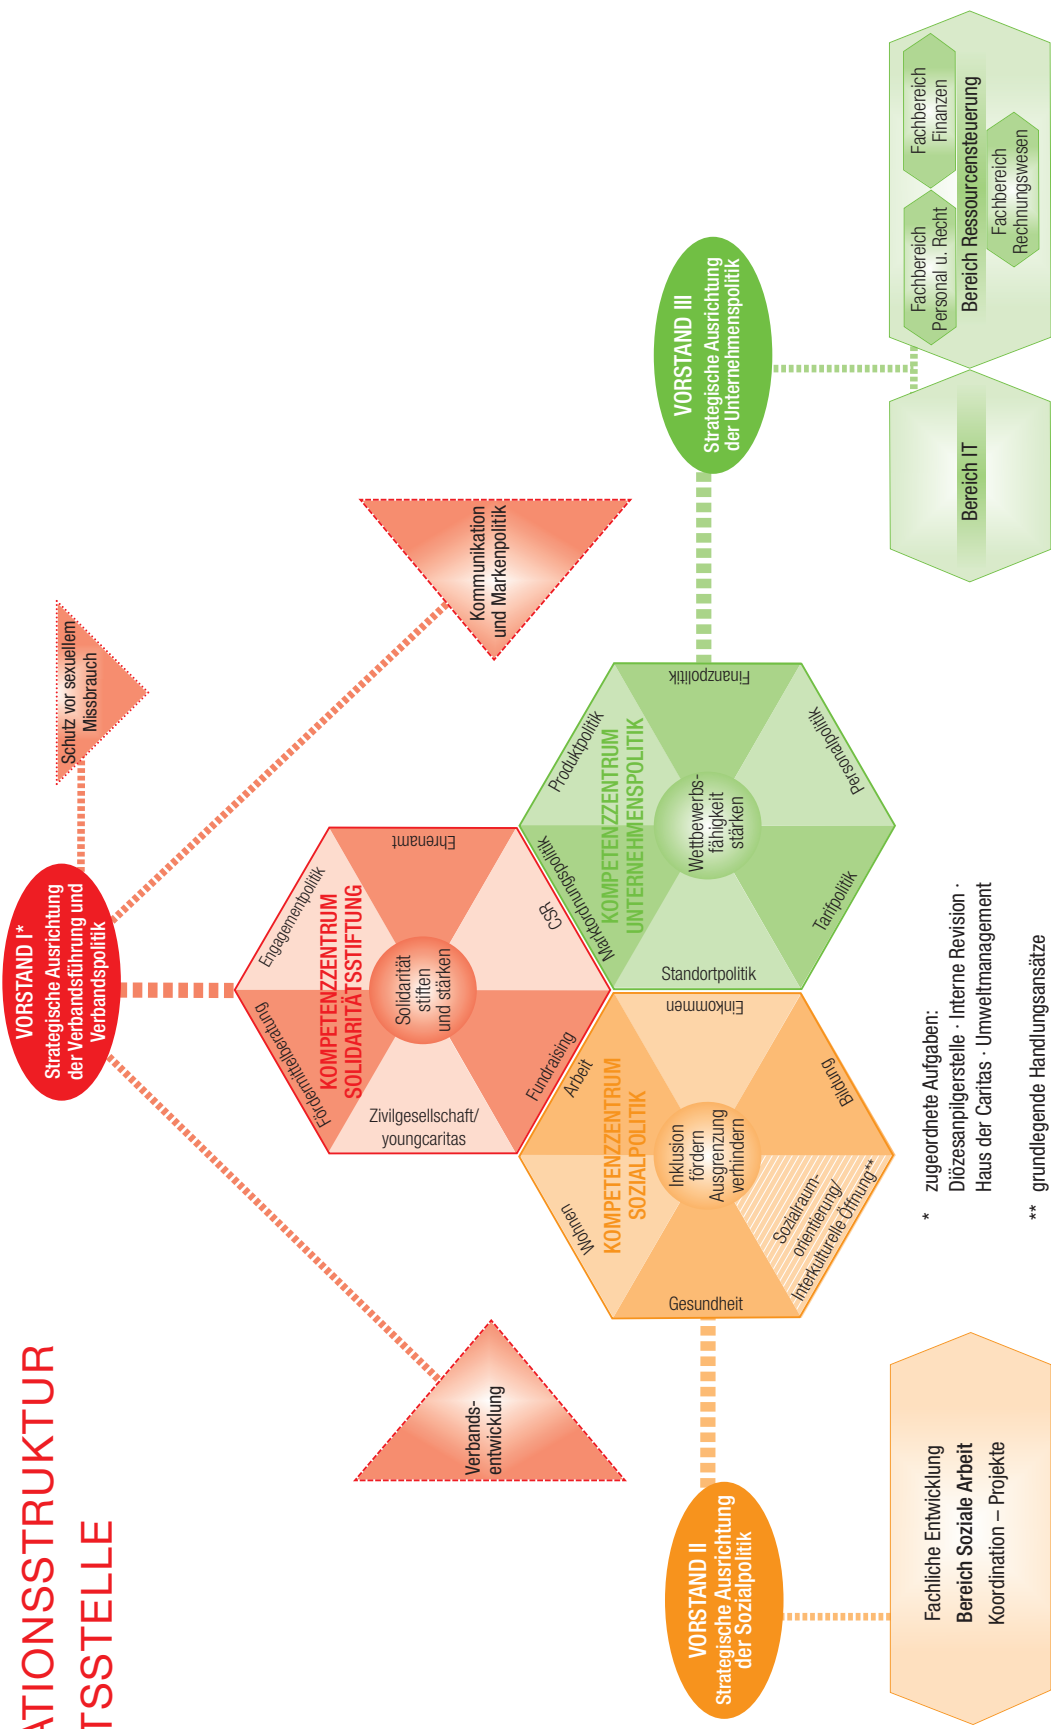 ATIONSSTRUKTUR
TSSTELLE
VORSTAND I*
Strategische Ausrichtung
der Verbandsführung und
Verbandspolitik
Schutz vor sexuellem
Missbrauch
Verbands-
entwicklung
Kommunikation
und Markenpolitik
KOMPETENZZENTRUM
SOLIDARITÄTSSTIFTUNG
Fördermittelberatung
Engagementpolitik
Ehrenamt
CSR
Fundraising
Zivilgesellschaft/
youngcaritas
Solidarität
stiften
und stärken
KOMPETENZZENTRUM
SOZIALPOLITIK
Wohnen
Arbeit
Einkommen
Bildung
Sozialraum-
orientierung/
Interkulturelle Öffnung**
Gesundheit
Inklusion
fördern
Ausgrenzung
verhindern
KOMPETENZZENTRUM
UNTERNEHMENSPOLITIK
Marktordnungspolitik
Produktpolitik
Finanzpolitik
Personalpolitik
Tarifpolitik
Standortpolitik
Wettbewerbs-
fähigkeit
stärken
VORSTAND II
Strategische Ausrichtung
der Sozialpolitik
VORSTAND III
Strategische Ausrichtung
der Unternehmenspolitik
Fachliche Entwicklung
Bereich Soziale Arbeit
Koordination – Projekte
Bereich IT
Fachbereich
Personal u. Recht
Fachbereich
Finanzen
Bereich Ressourcensteuerung
Fachbereich
Rechnungswesen
* zugeordnete Aufgaben:
Diözesanpilgerstelle · Interne Revision ·
Haus der Caritas · Umweltmanagement
** grundlegende Handlungsansätze